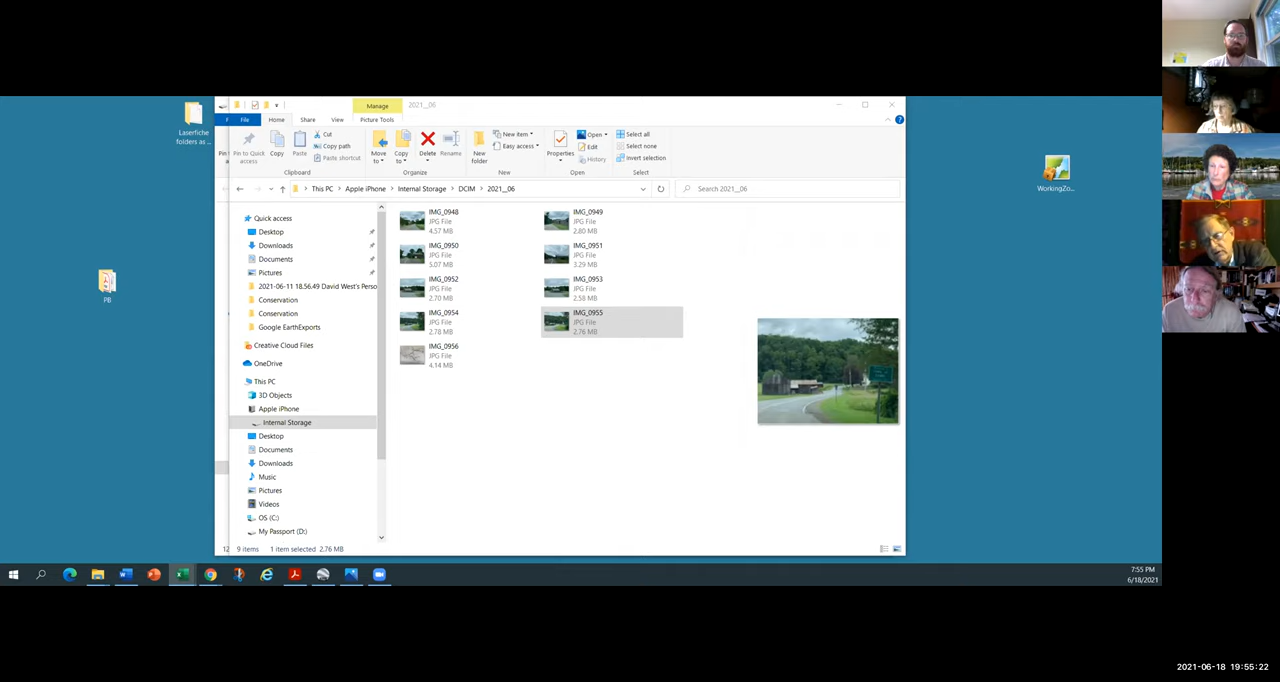 Laserfiche
folders as ...
PB
WorkingZo...
Manage
2021__06
File
Home
Share
View
Picture Tools
Pin to Quick
access
Copy
Paste
Cut
Copy path
Paste shortcut
Clipboard
Move
to
Copy
to
Delete
Rename
Organize
New
folder
New item
Easy access
New
Properties
Open
Edit
History
Open
Select all
Select none
Invert selection
Select
This PC
Apple iPhone
Internal Storage
DCIM
2021__06
Search 2021__06
Quick access
Desktop
Downloads
Documents
Pictures
2021-06-11 18.56.49 David West's Perso
Conservation
Conservation
Google EarthExports
Creative Cloud Files
OneDrive
This PC
3D Objects
Apple iPhone
Internal Storage
Desktop
Documents
Downloads
Music
Pictures
Videos
OS (C:)
My Passport (D:)
IMG_0948
JPG File
4.57 MB
IMG_0949
JPG File
2.80 MB
IMG_0950
JPG File
5.07 MB
IMG_0951
JPG File
3.29 MB
IMG_0952
JPG File
2.70 MB
IMG_0953
JPG File
2.58 MB
IMG_0954
JPG File
2.78 MB
IMG_0955
JPG File
2.76 MB
IMG_0956
JPG File
4.14 MB
12
9 items
1 item selected 2.76 MB
7:55 PM
6/18/2021
2021-06-18 19:55:22